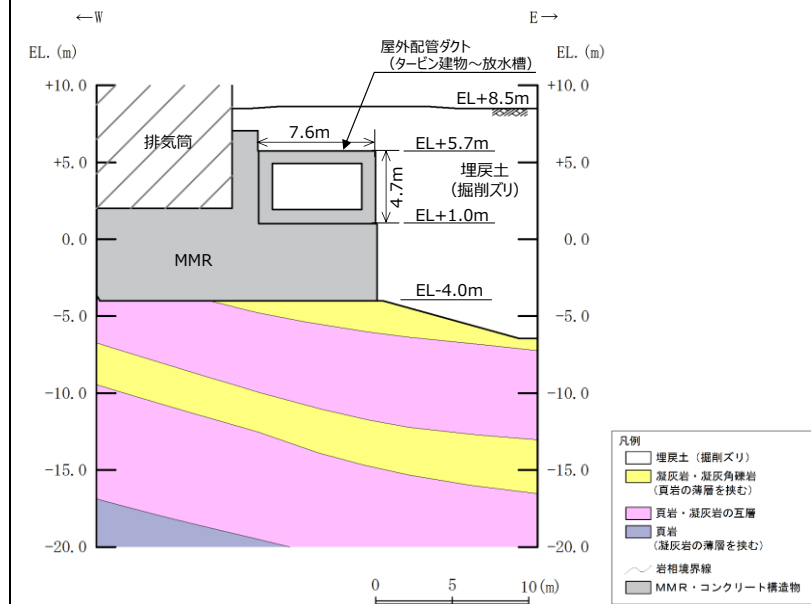 ←W
E→
EL. (m)
EL. (m)
屋外配管ダクト
(タービン建物～放水槽)
+10.0
+10.0
EL+8.5m
排気筒
7.6m
EL+5.7m
+5.0
+5.0
4.7m
埋戻土
(掘削ズリ)
EL+1.0m
0.0
0.0
MMR
EL-4.0m
-5.0
-5.0
-10.0
-10.0
-15.0
-15.0
-20.0
-20.0
0 5 10(m)
凡例
埋戻土（掘削ズリ）
凝灰岩・凝灰角礫岩
(頁岩の薄層を挟む)
頁岩・凝灰岩の互層
頁岩
(凝灰岩の薄層を挟む)
岩相境界線
MMR・コンクリート構造物